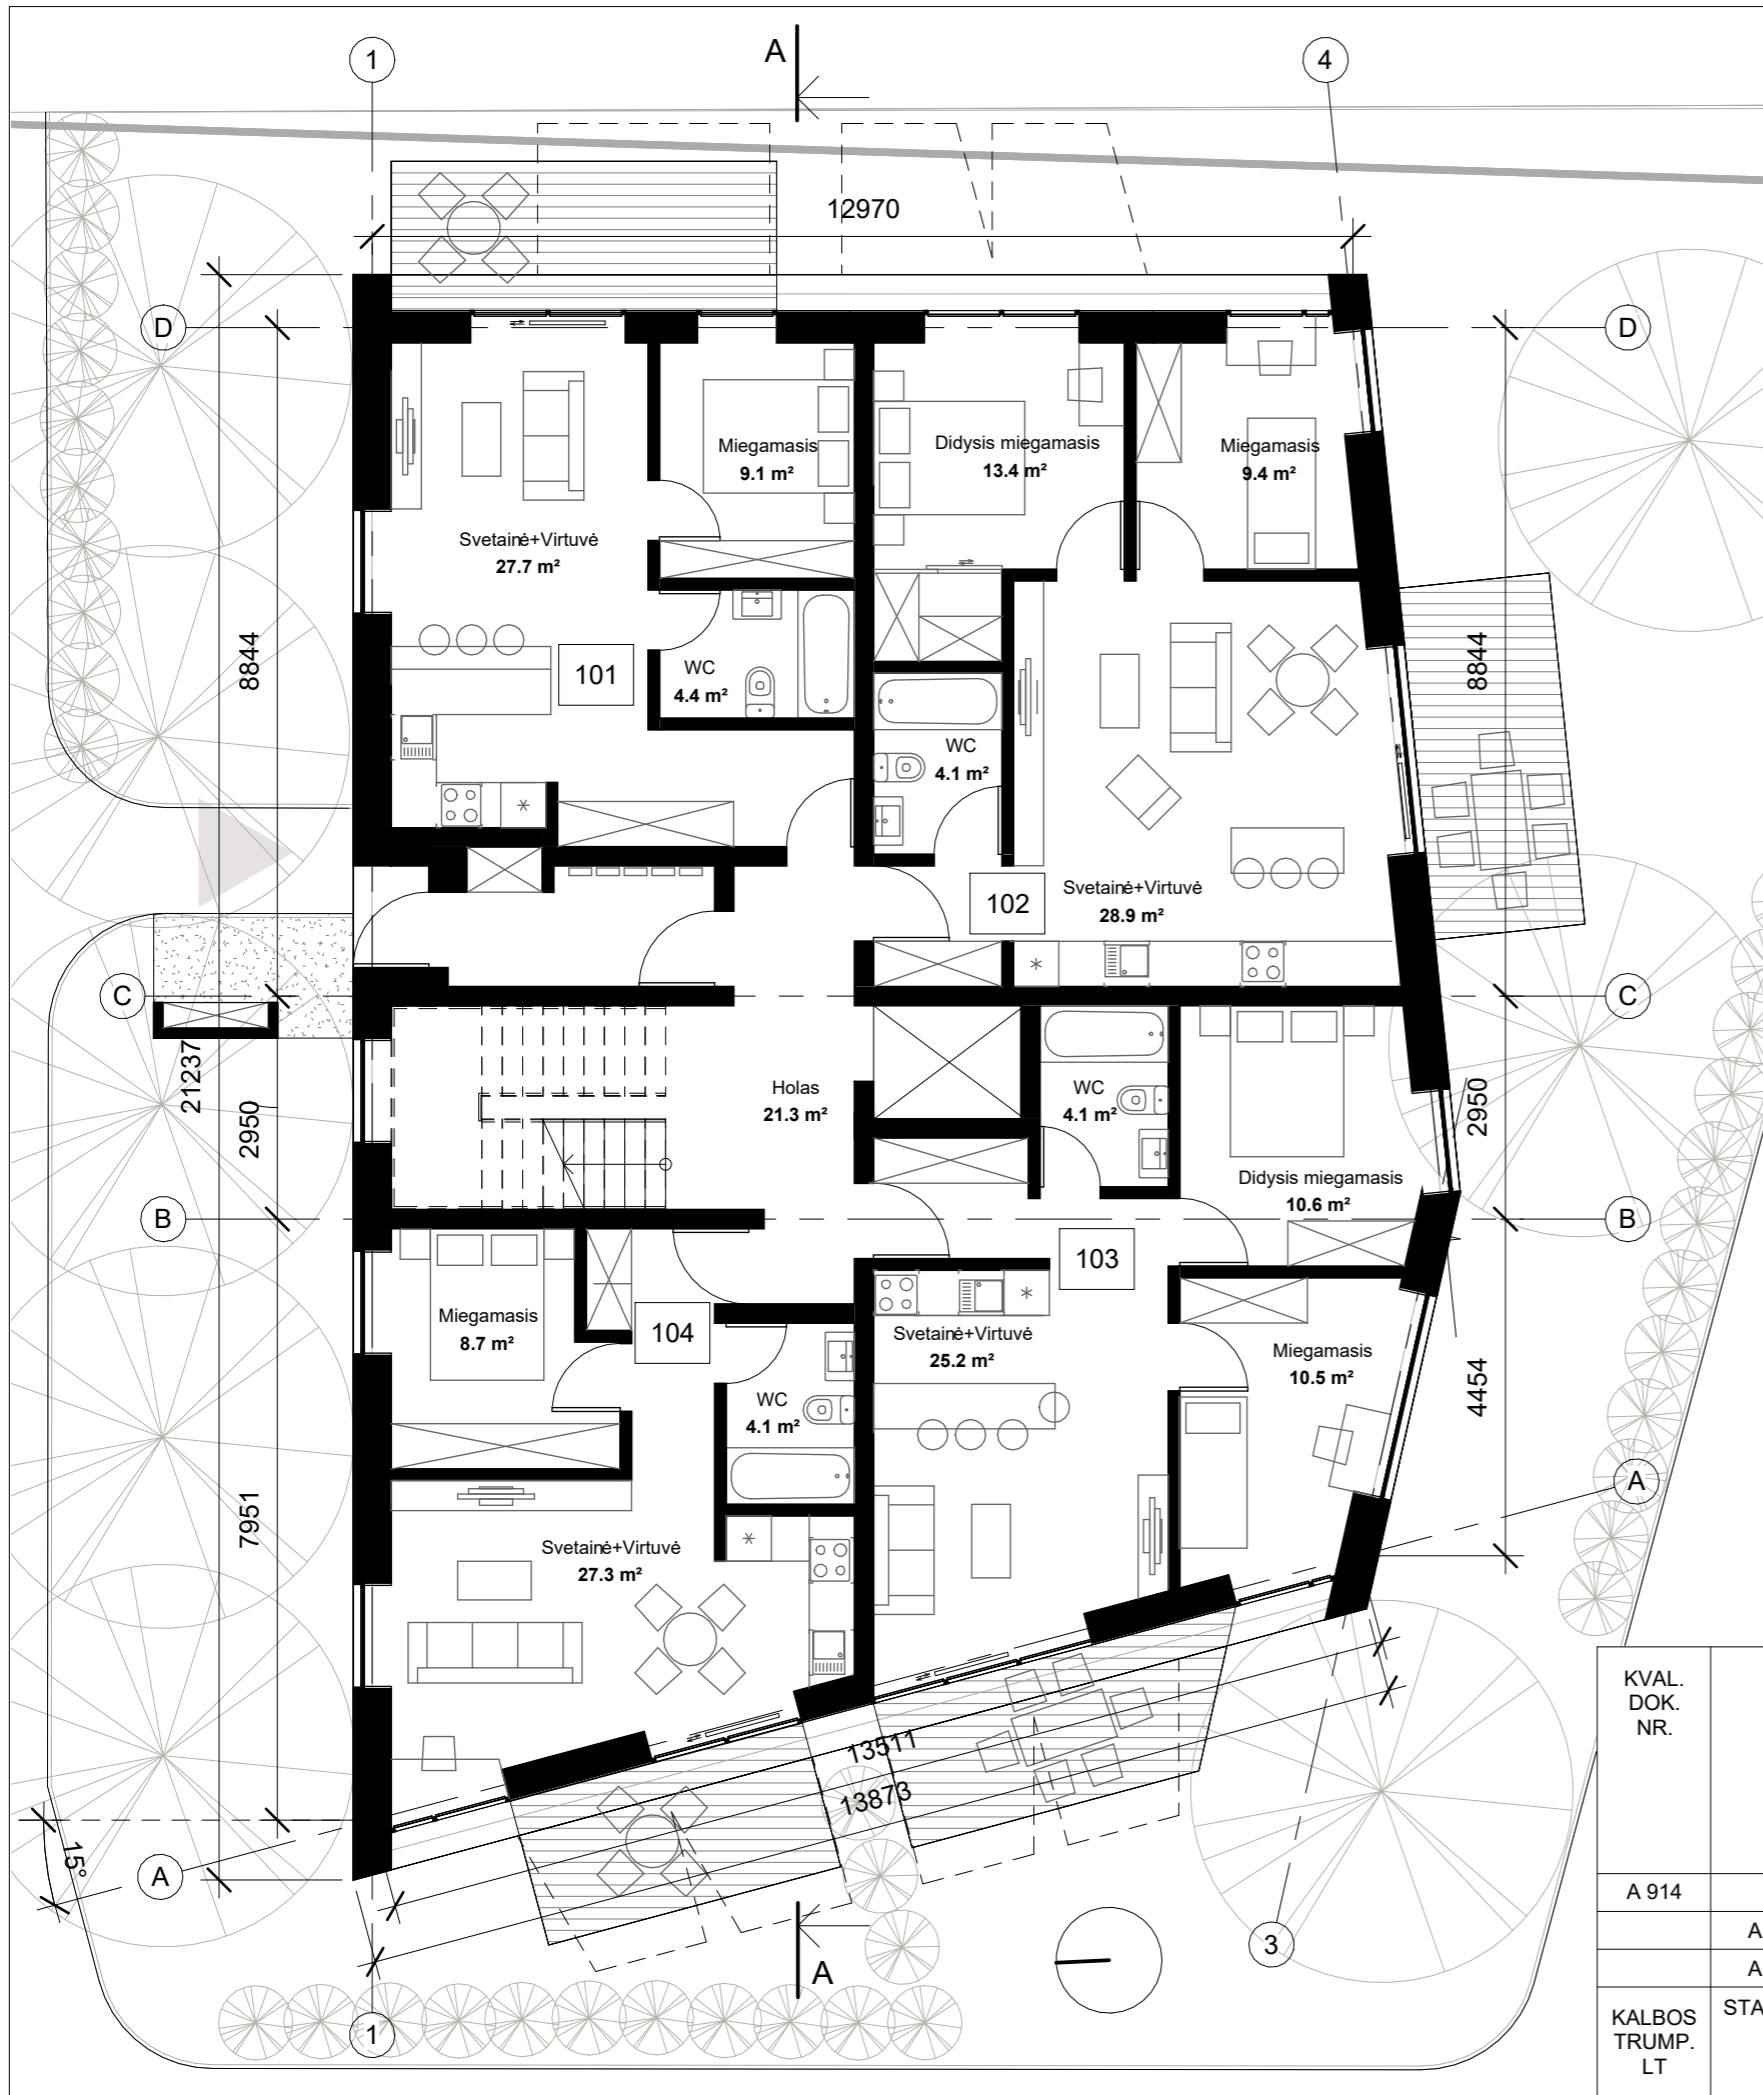 1
A
4
12970
D
D
Miegamasis
9.1 m²
Didysis miegamasis
13.4 m²
Miegamasis
9.4 m²
Svetainė+Virtuvė
27.7 m²
8844
101
WC
4.4 m²
8844
WC
4.1 m²
*
102
Svetainė+Virtuvė
28.9 m²
*
C
C
21237
2950
Holas
21.3 m²
WC
4.1 m²
2950
Didysis miegamasis
10.6 m²
B
B
103
*
Miegamasis
8.7 m²
104
Svetainė+Virtuvė
25.2 m²
Miegamasis
10.5 m²
4454
WC
4.1 m²
A
7951
*
Svetainė+Virtuvė
27.3 m²
KVAL.
DOK.
NR.
13511
13873
15°
A
A 914
A
A
3
A
1
KALBOS
TRUMP.
LT
STA